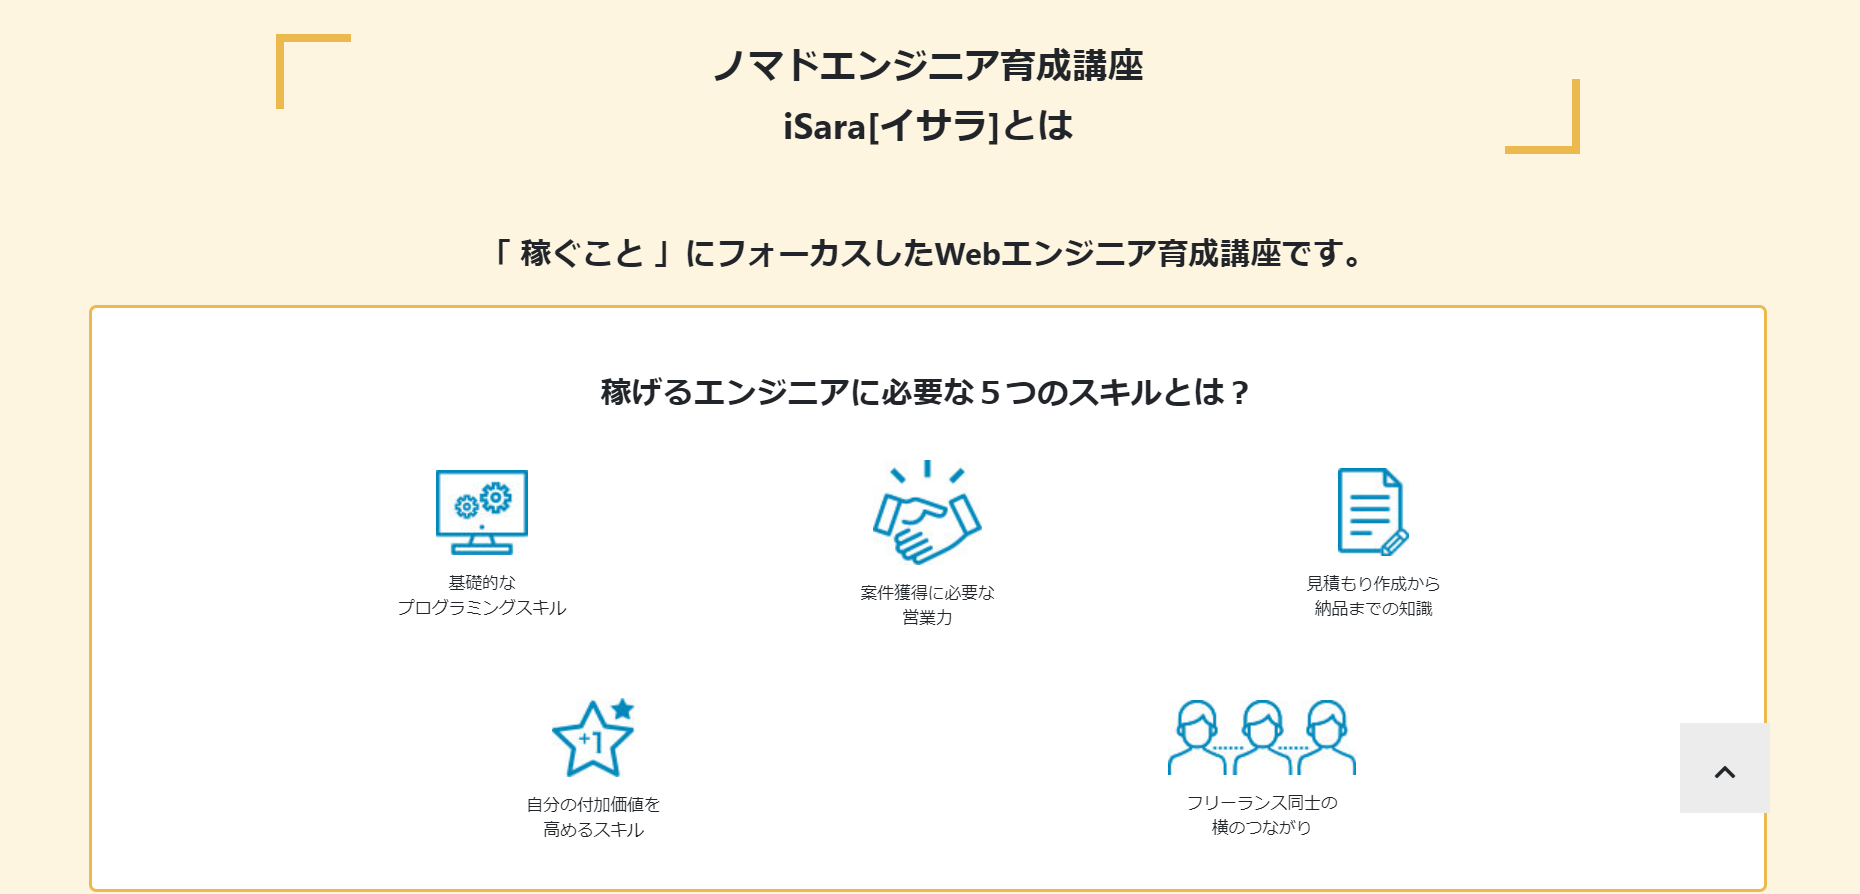 ノマドエンジニア育成講座
iSara[イサラ]とは
「 稼ぐこと 」にフォーカスしたWebエンジニア育成講座です。
稼げるエンジニアに必要な５つのスキルとは？
基礎的な
プログラミングスキル
案件獲得に必要な
営業力
見積もり作成から
納品までの知識
+1
自分の付加価値を
高めるスキル
フリーランス同士の
横のつながり